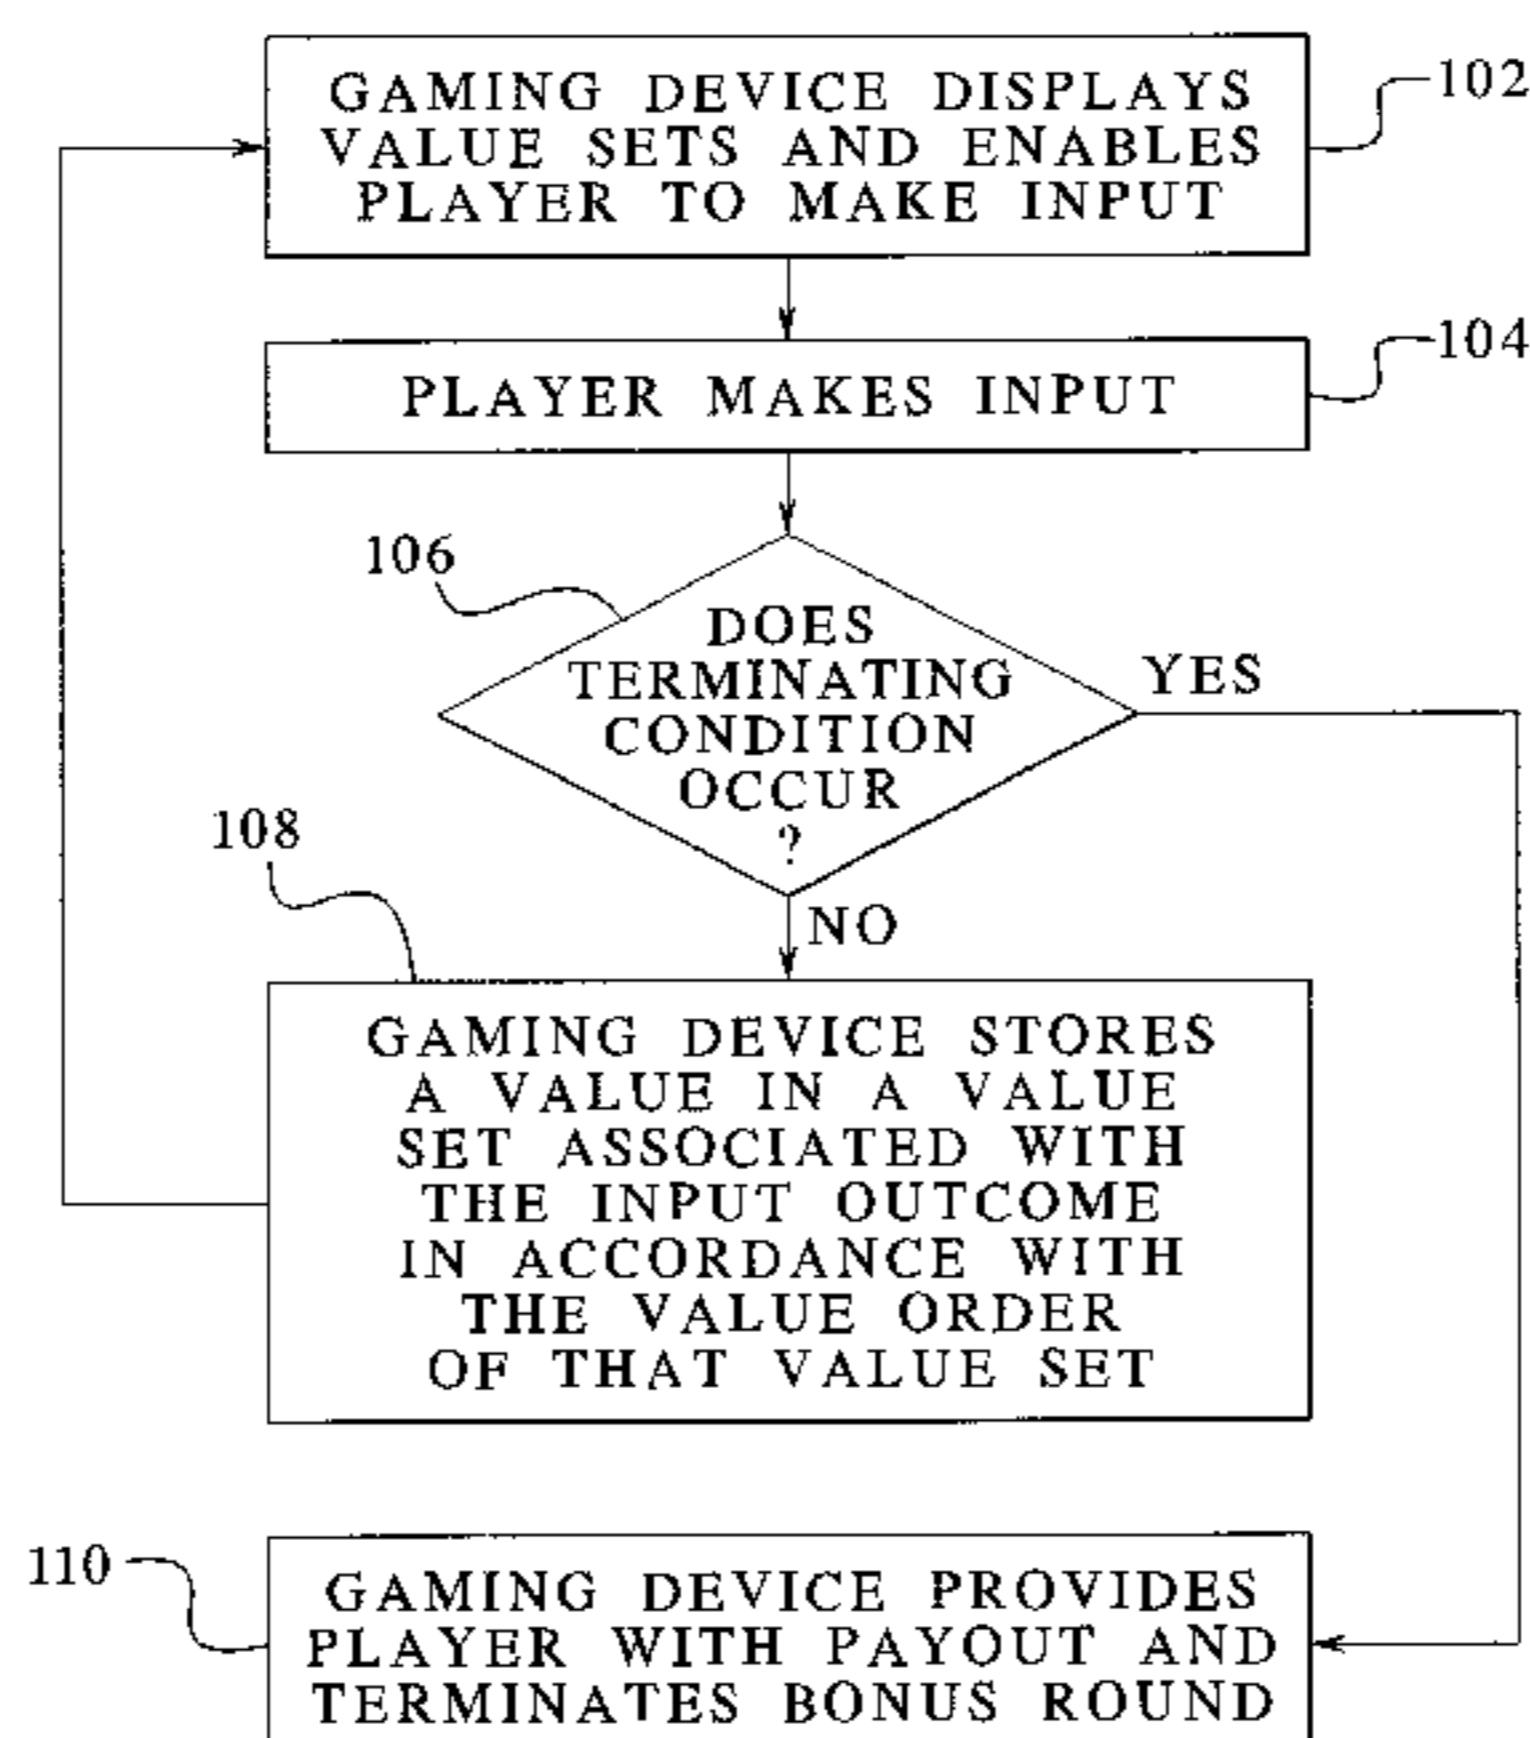 GAMING DEVICE DISPLAYS
VALUE SETS AND ENABLES
PLAYER TO MAKE INPUT
102
PLAYER MAKES INPUT
104
106
DOES
TERMINATING
CONDITION
OCCUR
?
YES
NO
108
GAMING DEVICE STORES
A VALUE IN A VALUE
SET ASSOCIATED WITH
THE INPUT OUTCOME
IN ACCORDANCE WITH
THE VALUE ORDER
OF THAT VALUE SET
110
GAMING DEVICE PROVIDES
PLAYER WITH PAYOUT AND
TERMINATES BONUS ROUND